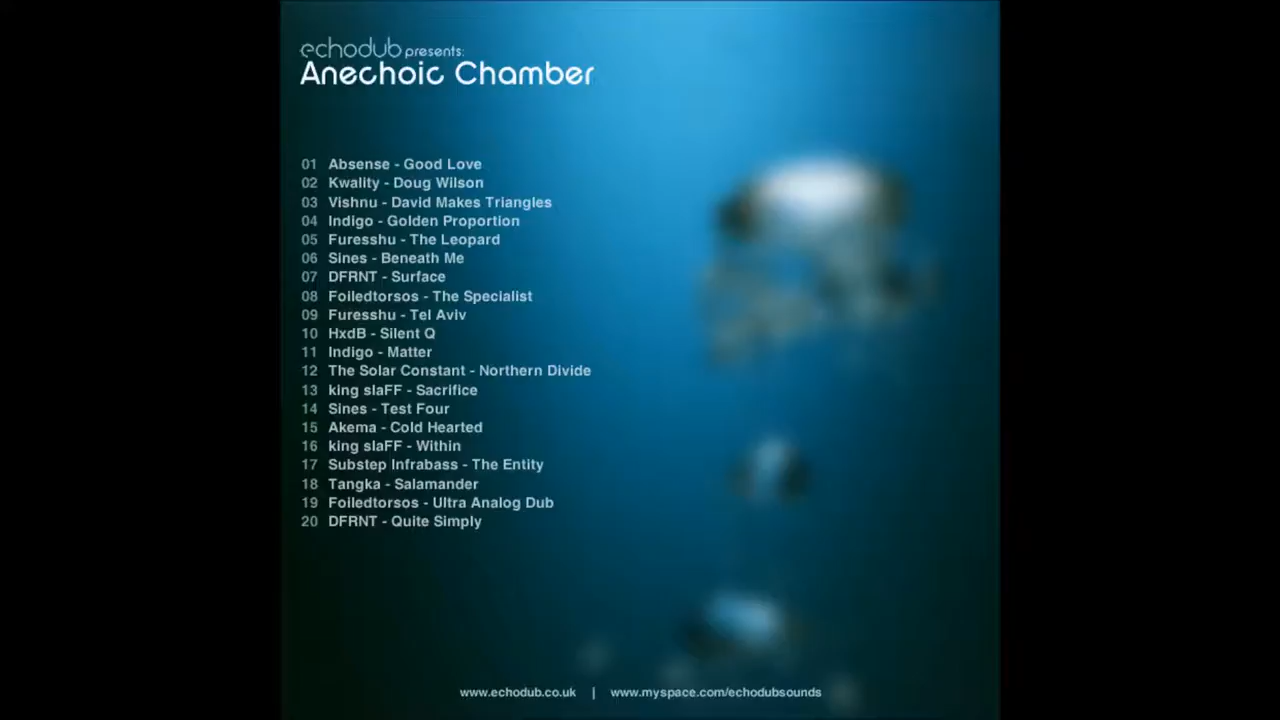 echodub presents:
Anechoic Chamber
01 Absense - Good Love
02 Kwality - Doug Wilson
03 Vishnu - David Makes Triangles
04 Indigo - Golden Proportion
05 Furesshu - The Leopard
06 Sines - Beneath Me
07 DFRNT - Surface
08 Foiledtorsos - The Specialist
09 Furesshu - Tel Aviv
10 HxdB - Silent Q
11 Indigo - Matter
12 The Solar Constant - Northern Divide
13 king slaFF - Sacrifice
14 Sines - Test Four
15 Akema - Cold Hearted
16 king slaFF - Within
17 Substep Infrabass - The Entity
18 Tangka - Salamander
19 Foiledtorsos - Ultra Analog Dub
20 DFRNT - Quite Simply
www.echodub.co.uk | www.myspace.com/echodubsounds